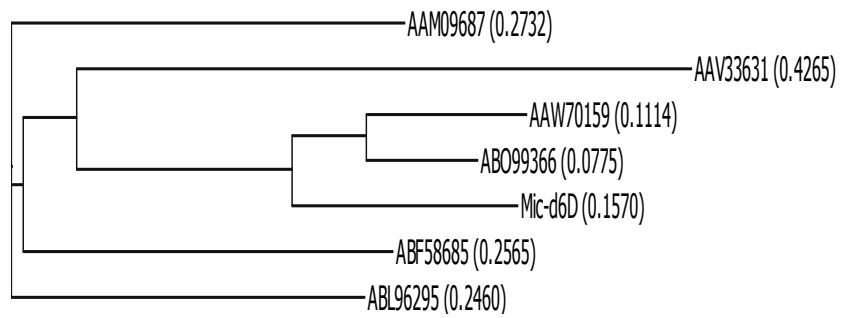 AAM09687 (0.2732)
AAV33631 (0.4265)
AAW70159 (0.1114)
ABO99366 (0.0775)
Mic-d6D (0.1570)
ABF58685 (0.2565)
ABL96295 (0.2460)